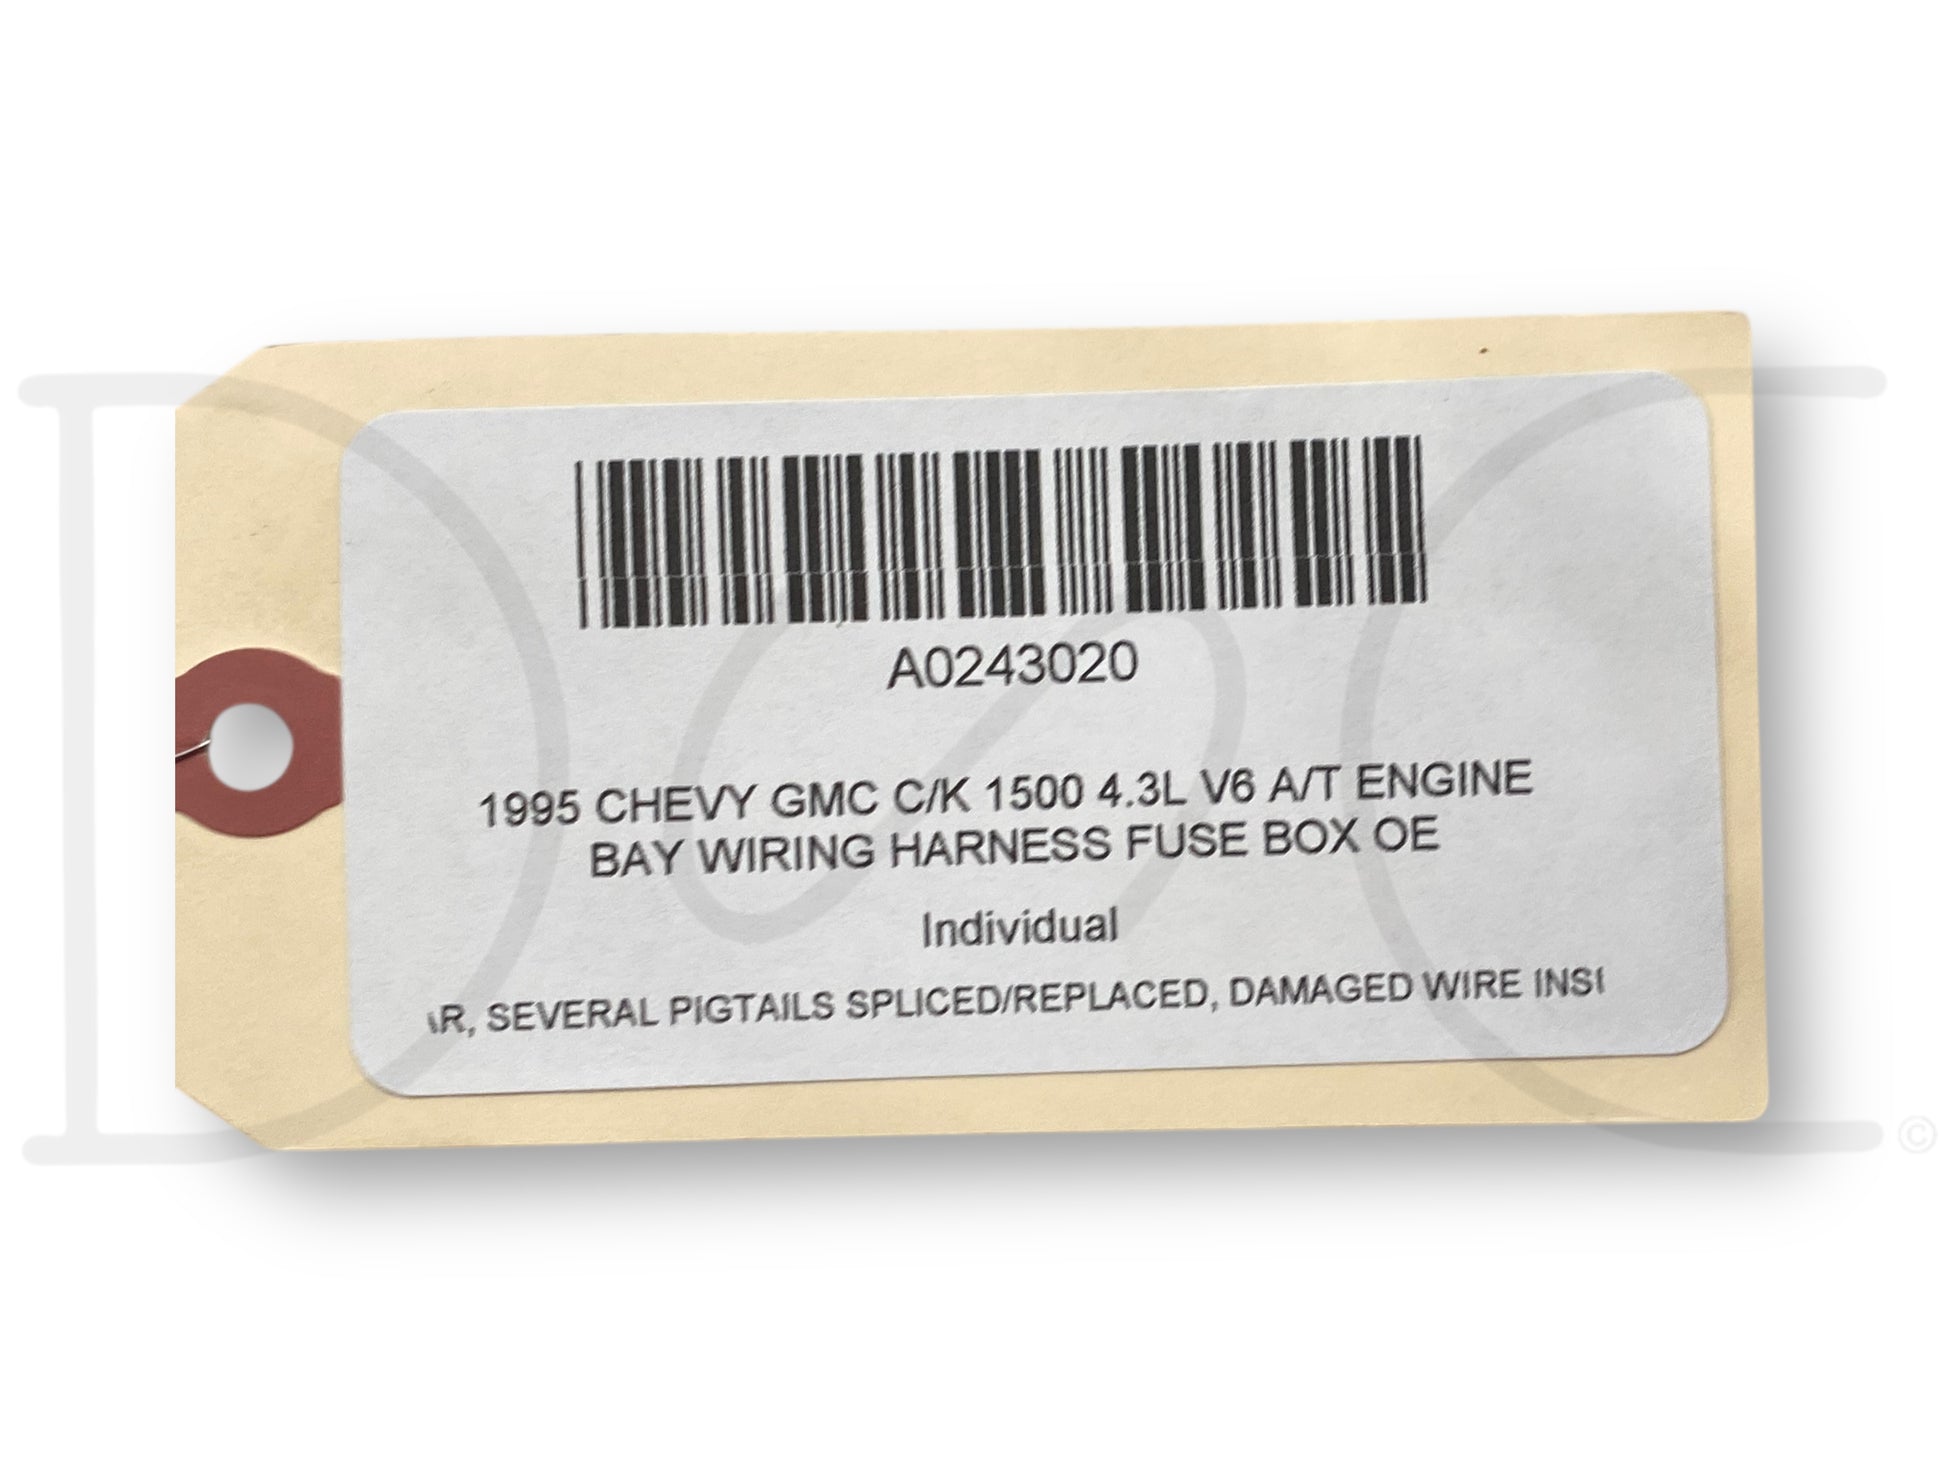 A0243020
1995 CHEVY GMC C/K 1500 4.3L V6 A/T ENGINE
BAY WIRING HARNESS FUSE BOX OE
Individual
SEVERAL PIGTAILS SPLICED/REPLACED, DAMAGED WIRE
©